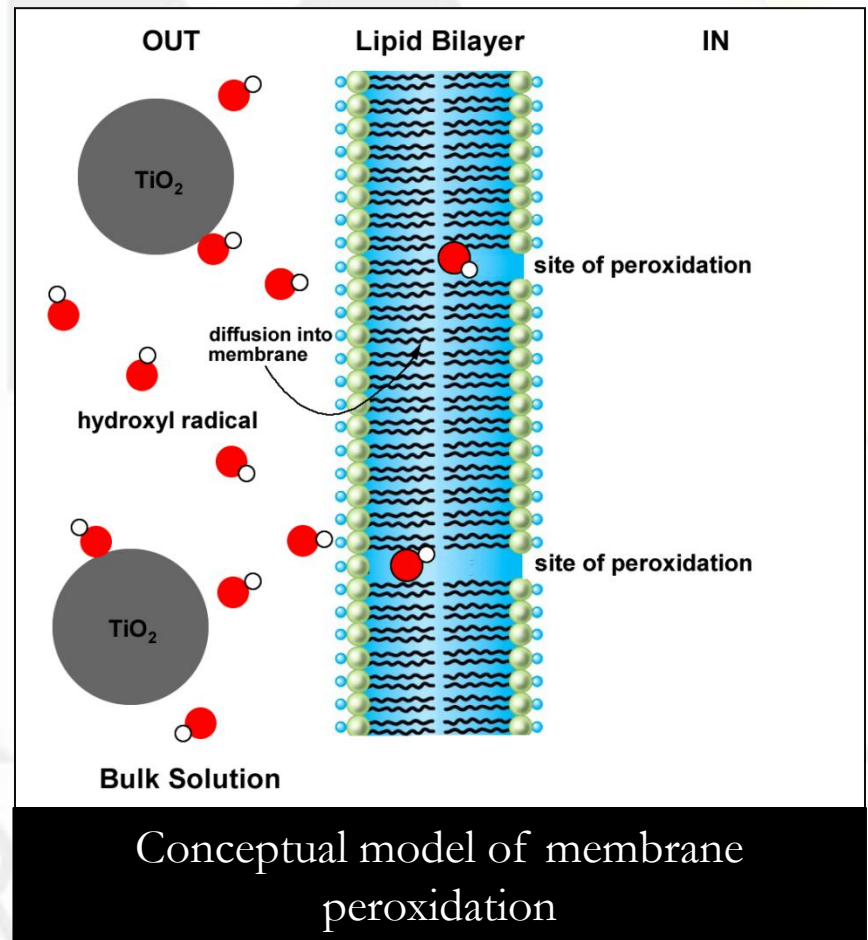 OUT
Lipid Bilayer
IN
TiO₂
site of peroxidation
diffusion into
membrane
hydroxyl radical
site of peroxidation
TiO₂
Bulk Solution
Conceptual model of membrane
peroxidation